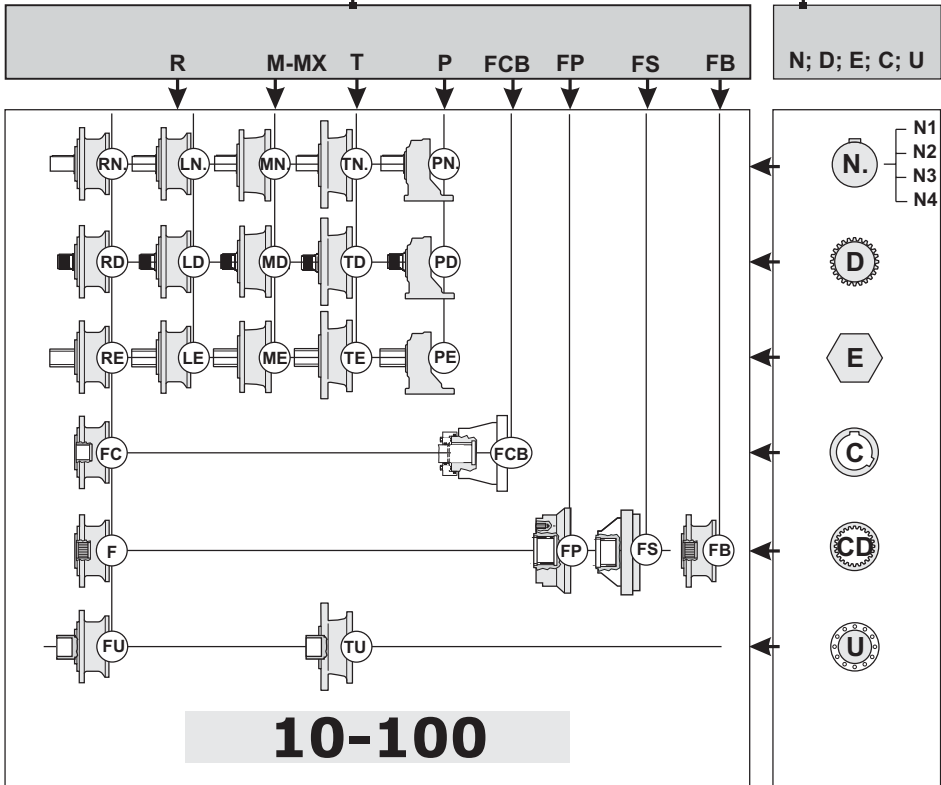 R M-MX T P FCB FP FS FB N; D; E; C; U
RN. LN. MN. TN. PN. N. N1
N2
N3
N4
RD LD MD TD PD D
RE LE ME TE PE E
FC FCB C
F FP FS FB CD
FU TU U
10-100